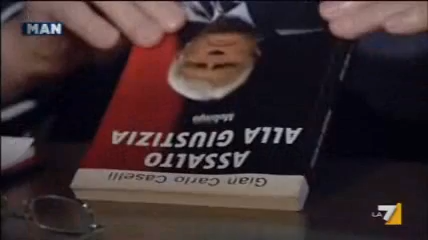 MAN
Gian Carlo Caselli
ASSALTO
ALLA GIUSTIZIA
Melampo
LA7